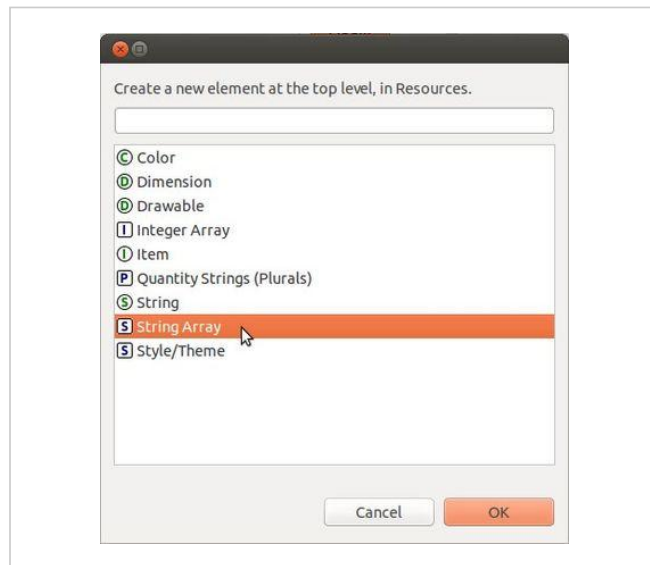 Create a new element at the top level, in Resources.
C Color
D Dimension
D Drawable
I Integer Array
I Item
P Quantity Strings (Plurals)
S String
S String Array
S Style/Theme
Cancel OK